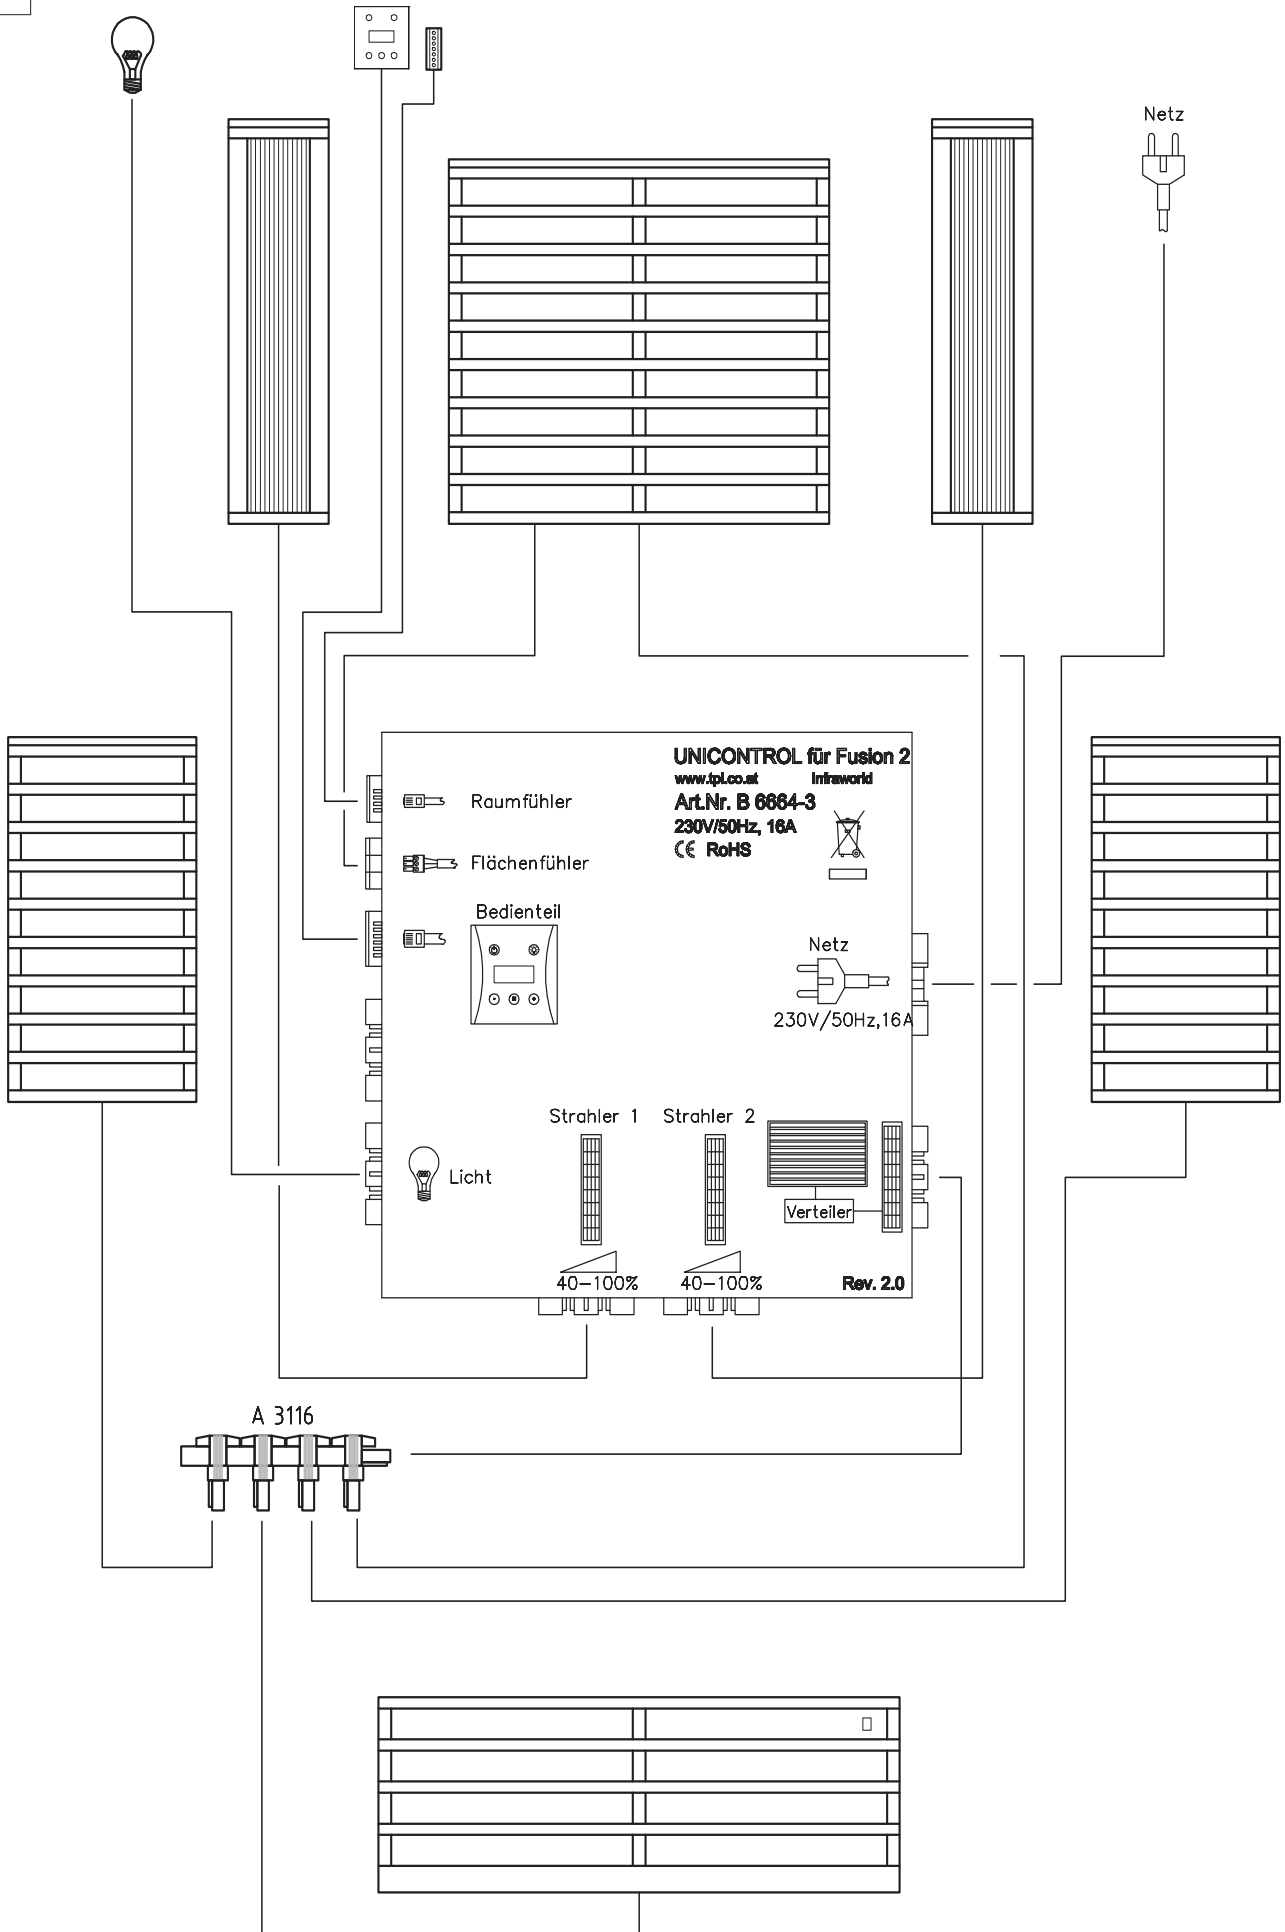 Netz
UNICONTROL für Fusion 2
www.tpi.co.at Infraworld
Art.Nr. B 6664-3
230V/50Hz, 16A
CE RoHS
Raumfühler
Flächenfühler
Bedienteil
Netz
230V/50Hz,16A
Strahler 1 Strahler 2
Licht
Verteiler
40-100% 40-100%
Rev. 2.0
A 3116